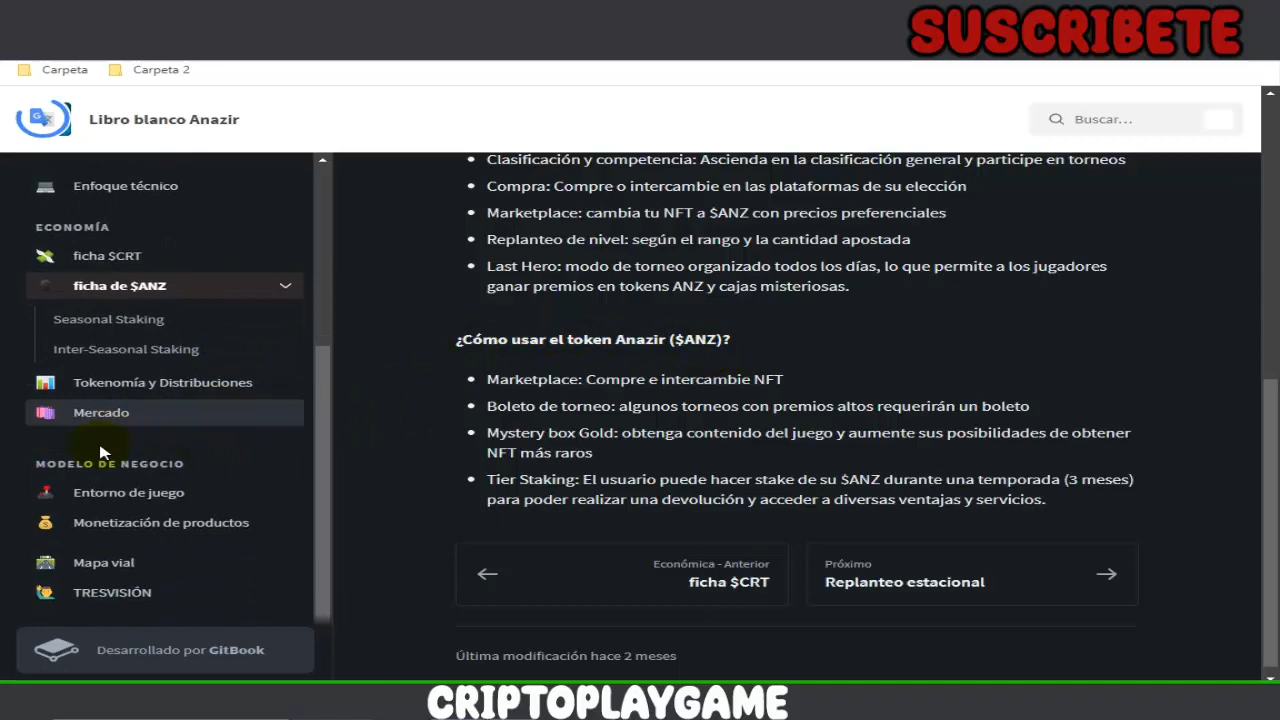 SUSCRIBETE
Carpeta
Carpeta 2
Libro blanco Anazir
Buscar...
Enfoque técnico
ECONOMÍA
ficha $CRT
ficha de $ANZ
Seasonal Staking
Inter-Seasonal Staking
Tokenomía y Distribuciones
Mercado
MODELO DE NEGOCIO
Entorno de juego
Monetización de productos
Mapa vial
TRESVISIÓN
Desarrollado por GitBook
Clasificación y competencia: Ascienda en la clasificación general y participe en torneos
Compra: Compre o intercambie en las plataformas de su elección
Marketplace: cambia tu NFT a $ANZ con precios preferenciales
Replanteo de nivel: según el rango y la cantidad apostada
Last Hero: modo de torneo organizado todos los días, lo que permite a los jugadores
ganar premios en tokens ANZ y cajas misteriosas.
¿Cómo usar el token Anazir ($ANZ)?
Marketplace: Compre e intercambie NFT
Boleto de torneo: algunos torneos con premios altos requerirán un boleto
Mystery box Gold: obtenga contenido del juego y aumente sus posibilidades de obtener
NFT más raros
Tier Staking: El usuario puede hacer stake de su $ANZ durante una temporada (3 meses)
para poder realizar una devolución y acceder a diversas ventajas y servicios.
Económica - Anterior
ficha $CRT
Próximo
Replanteo estacional
Última modificación hace 2 meses
CRIPTOPLAYGAME